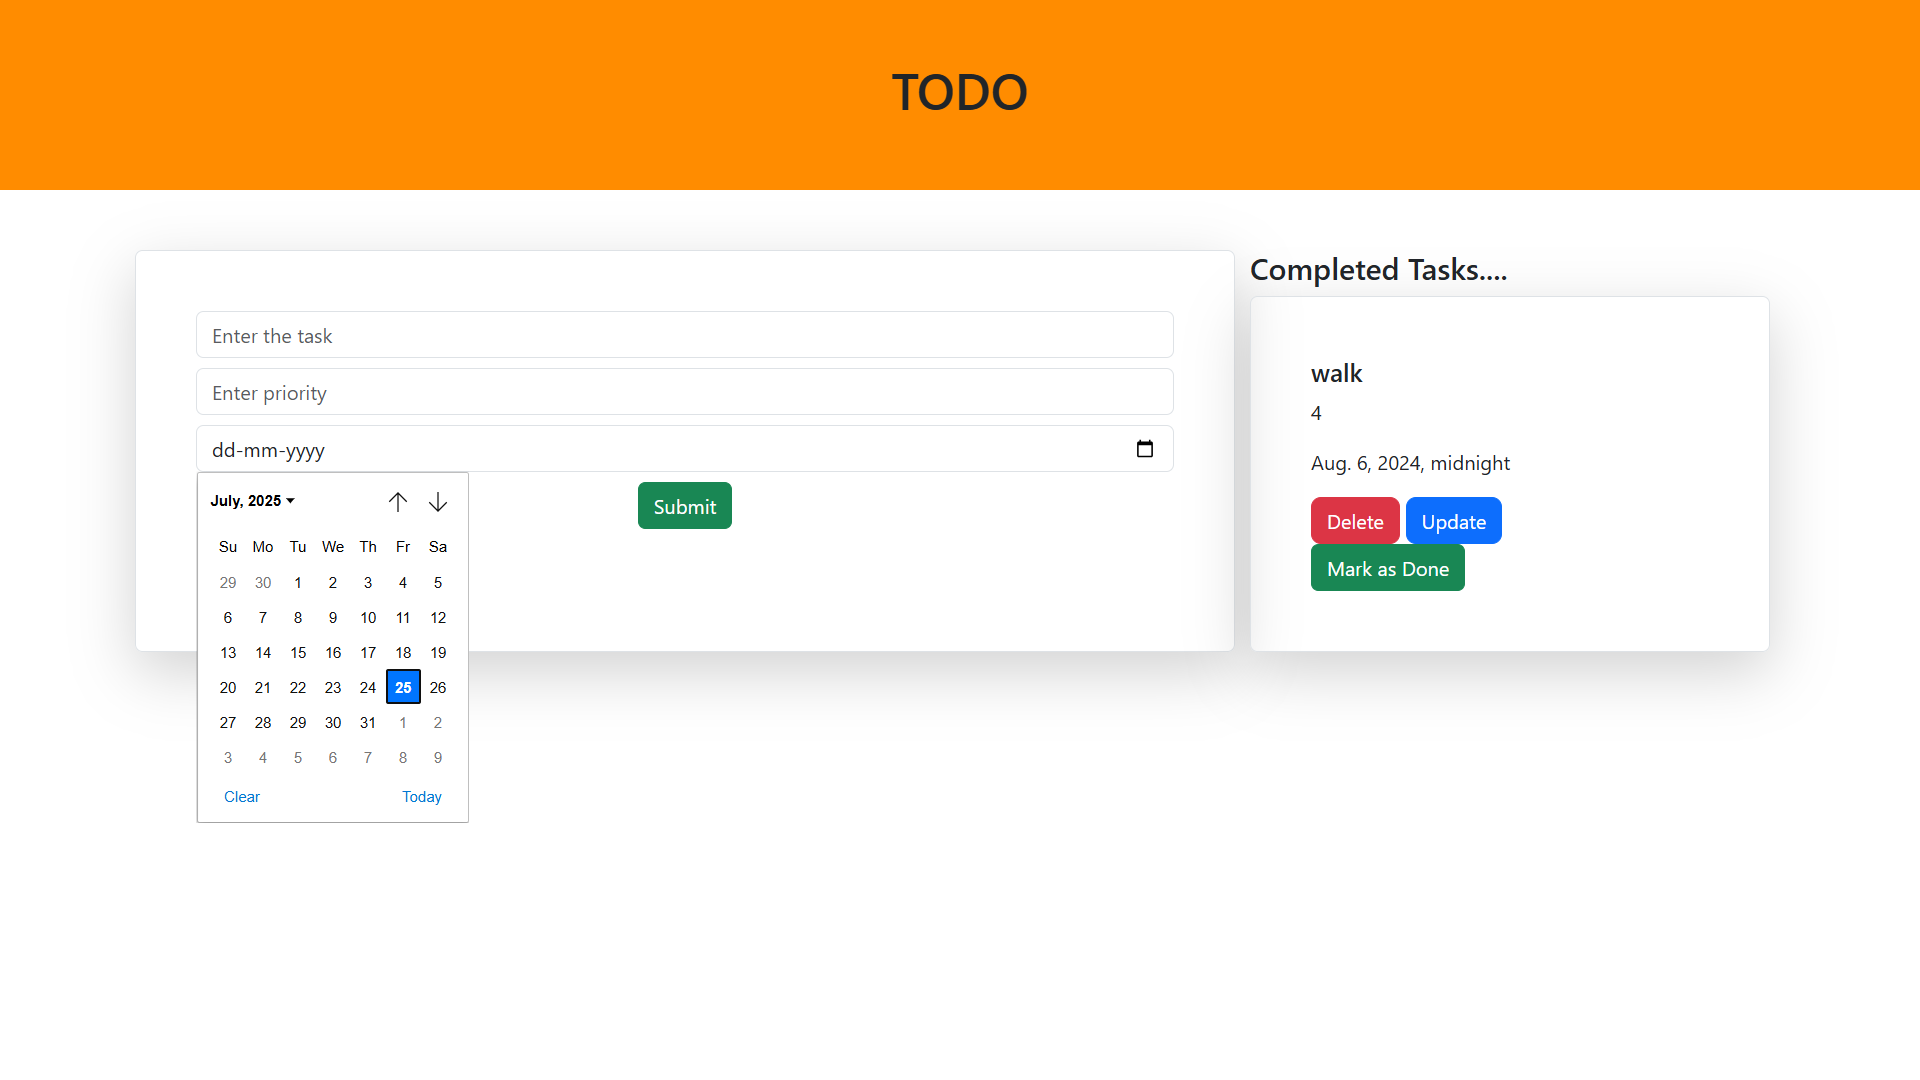 TODO
Enter the task
Enter priority
dd-mm-yyyy
July, 2025
Su Mo Tu We Th Fr Sa
29 30 1 2 3 4 5
6 7 8 9 10 11 12
13 14 15 16 17 18 19
20 21 22 23 24 25 26
27 28 29 30 31 1 2
3 4 5 6 7 8 9
Clear Today
Submit
Completed Tasks....
walk
4
Aug. 6, 2024, midnight
Delete Update
Mark as Done